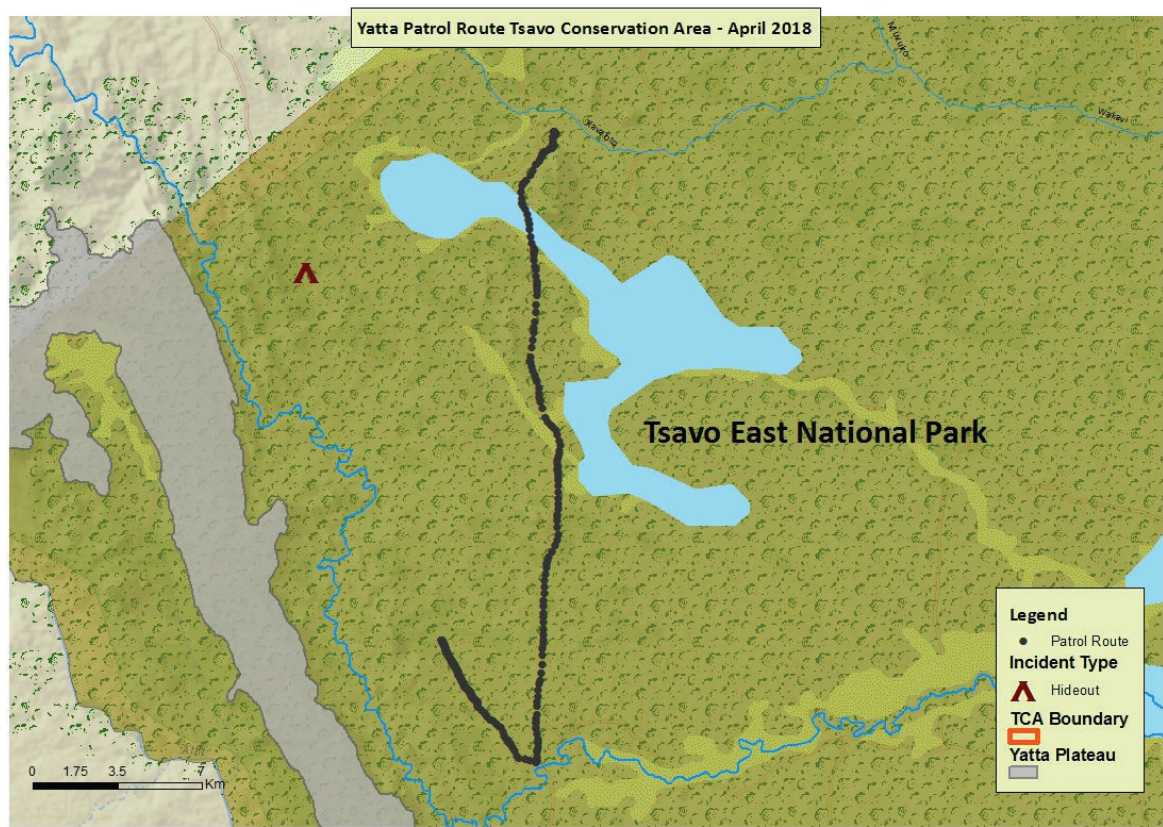 Yatta Patrol Route Tsavo Conservation Area - April 2018
Mwuko
Wakavi
Tsavo East National Park
Legend
Patrol Route
Incident Type
Hideout
TCA Boundary
Yatta Plateau
0 1.75 3.5 7
Km